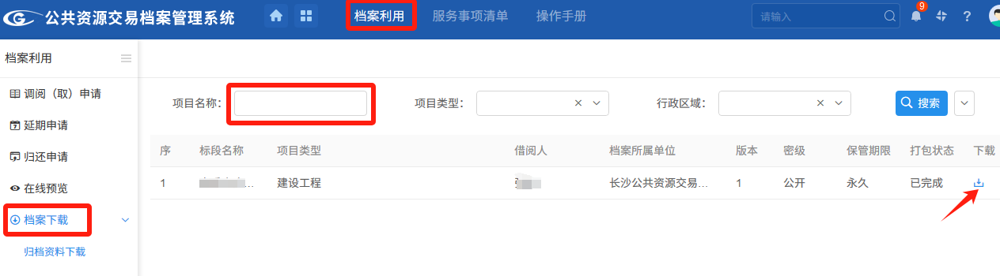 公共资源交易档案管理系统 档案利用 服务事项清单 操作手册 请输入 9 ?
档案利用
调阅（取）申请
延期申请
归还申请
在线预览
档案下载
归档资料下载
项目名称： 项目类型： 行政区域： 搜索
序 标段名称 项目类型 借阅人 档案所属单位 版本 密级 保管期限 打包状态 下载
1 ... 建设工程 长沙公共资源交易... 1 公开 永久 已完成